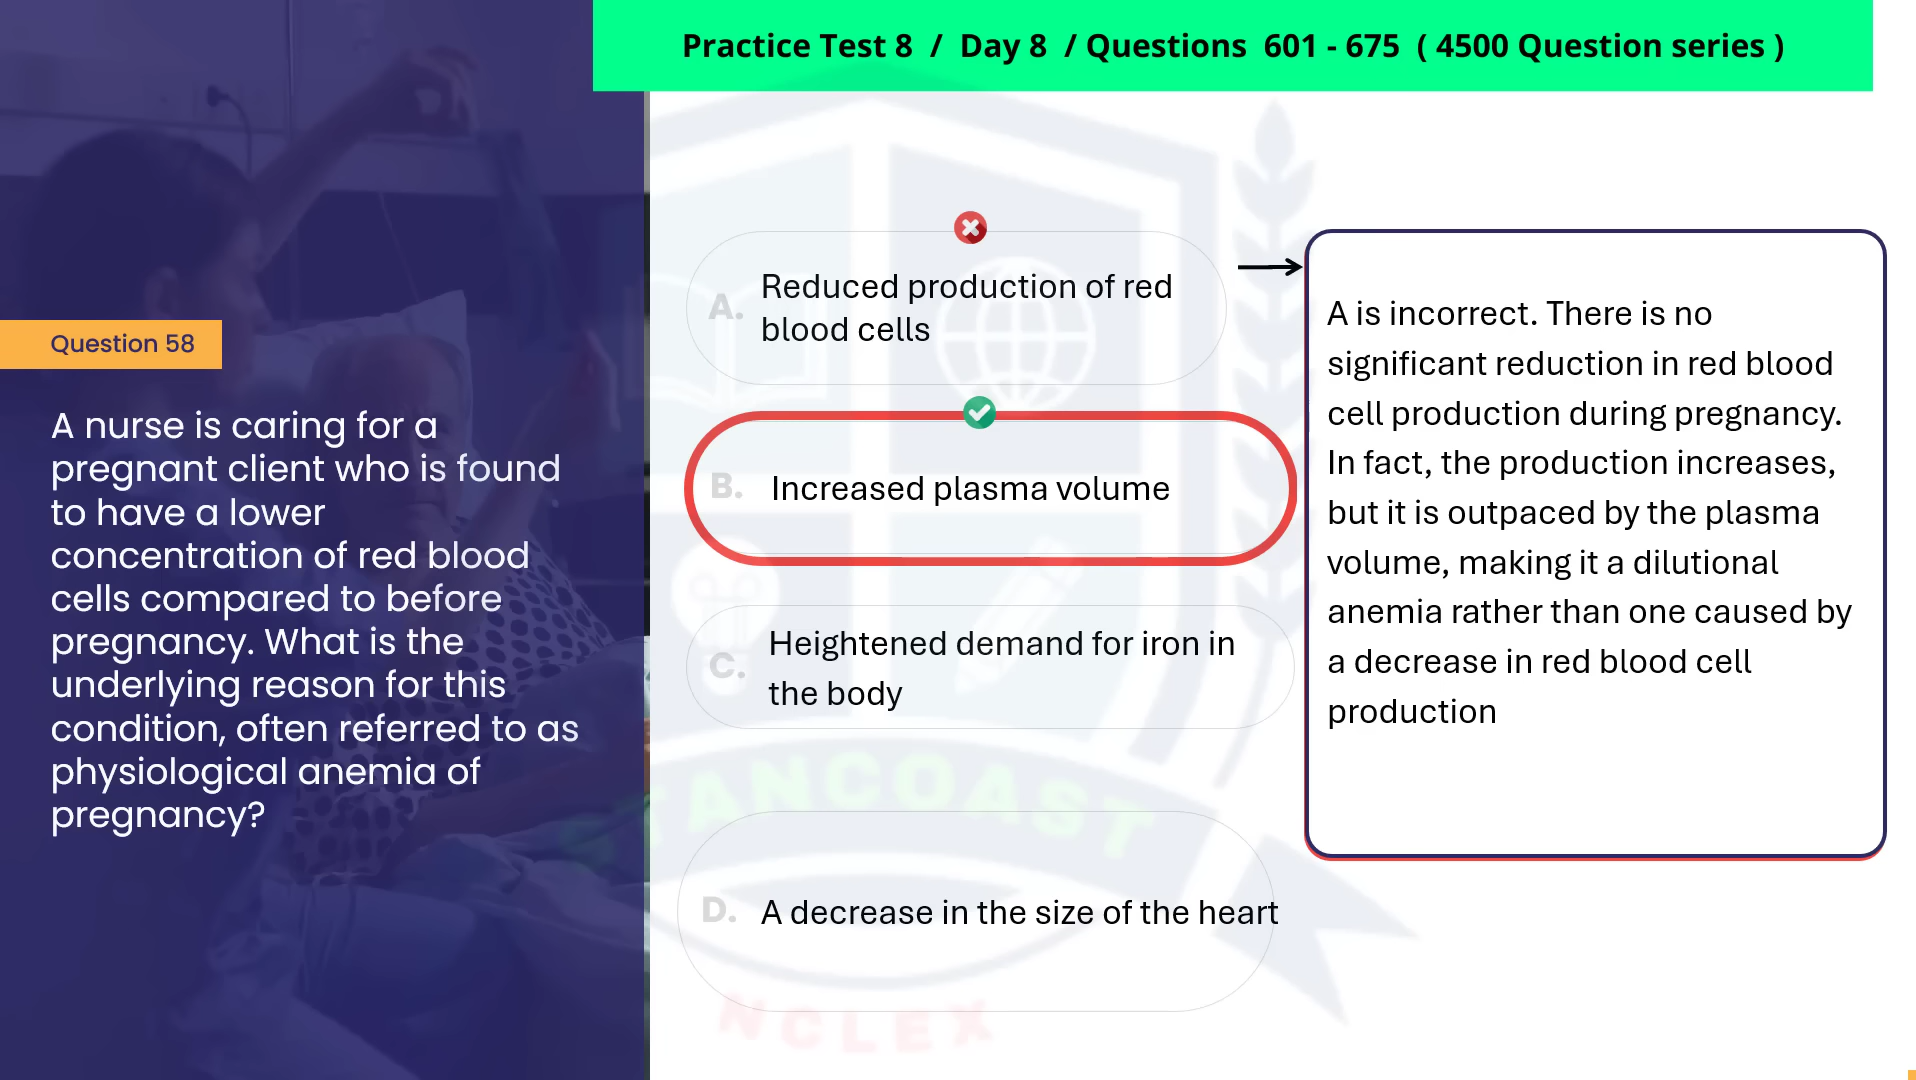 Practice Test 8 / Day 8 / Questions 601 - 675 ( 4500 Question series )
Question 58
A nurse is caring for a
pregnant client who is found
to have a lower
concentration of red blood
cells compared to before
pregnancy. What is the
underlying reason for this
condition, often referred to as
physiological anemia of
pregnancy?
A.
Reduced production of red
blood cells
B.
Increased plasma volume
C.
Heightened demand for iron in
the body
D.
A decrease in the size of the heart
A is incorrect. There is no
significant reduction in red blood
cell production during pregnancy.
In fact, the production increases,
but it is outpaced by the plasma
volume, making it a dilutional
anemia rather than one caused by
a decrease in red blood cell
production
TANCOAST
NCLEX